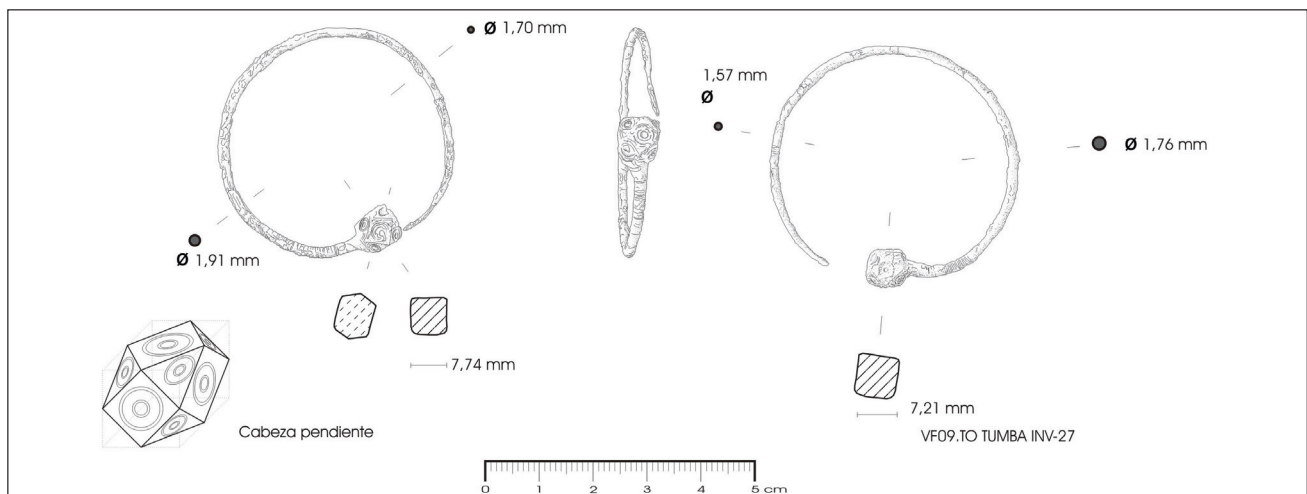 Ø 1,70 mm
1,57 mm
Ø
Ø 1,76 mm
Ø 1,91 mm
7,74 mm
7,21 mm
Cabeza pendiente
VF09.TO TUMBA INV-27
0 1 2 3 4 5 cm